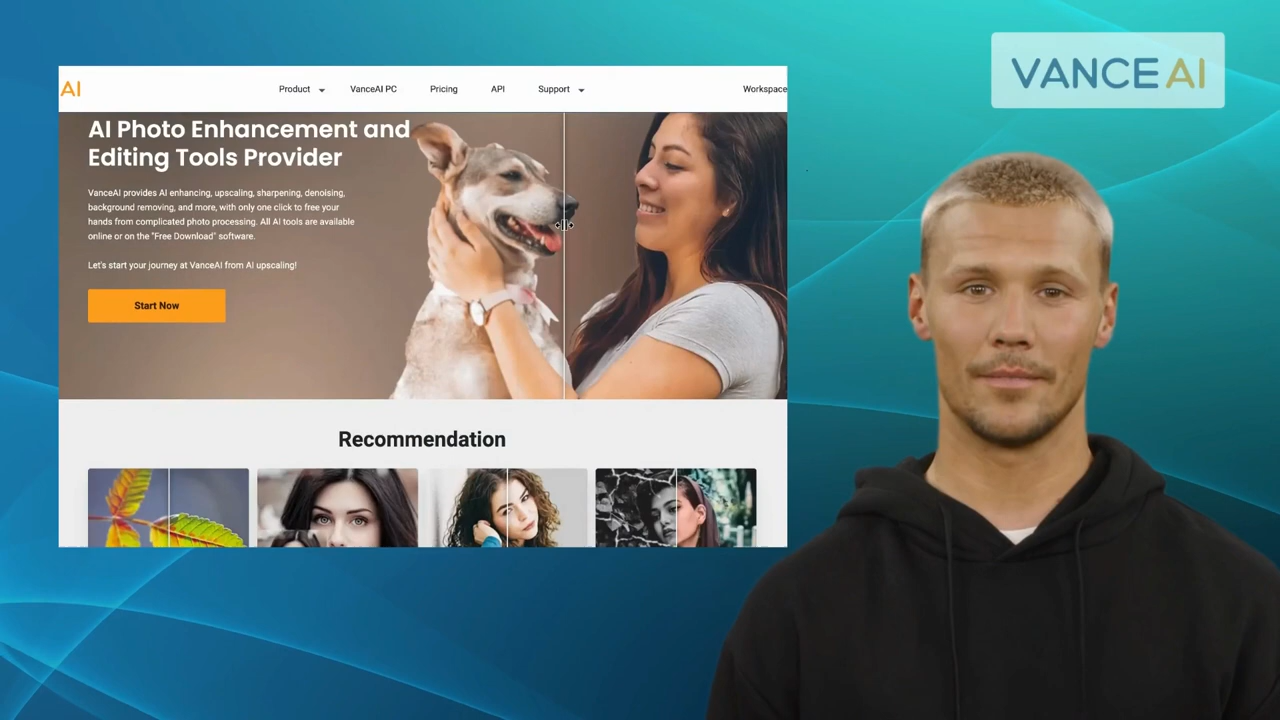 VANCE AI
AI
Product
VanceAI PC
Pricing
API
Support
Workspace
AI Photo Enhancement and
Editing Tools Provider
VanceAI provides AI enhancing, upscaling, sharpening, denoising,
background removing, and more, with only one click to free your
hands from complicated photo processing. All AI tools are available
online or on the "Free Download" software.
Let's start your journey at VanceAI from AI upscaling!
Start Now
Recommendation